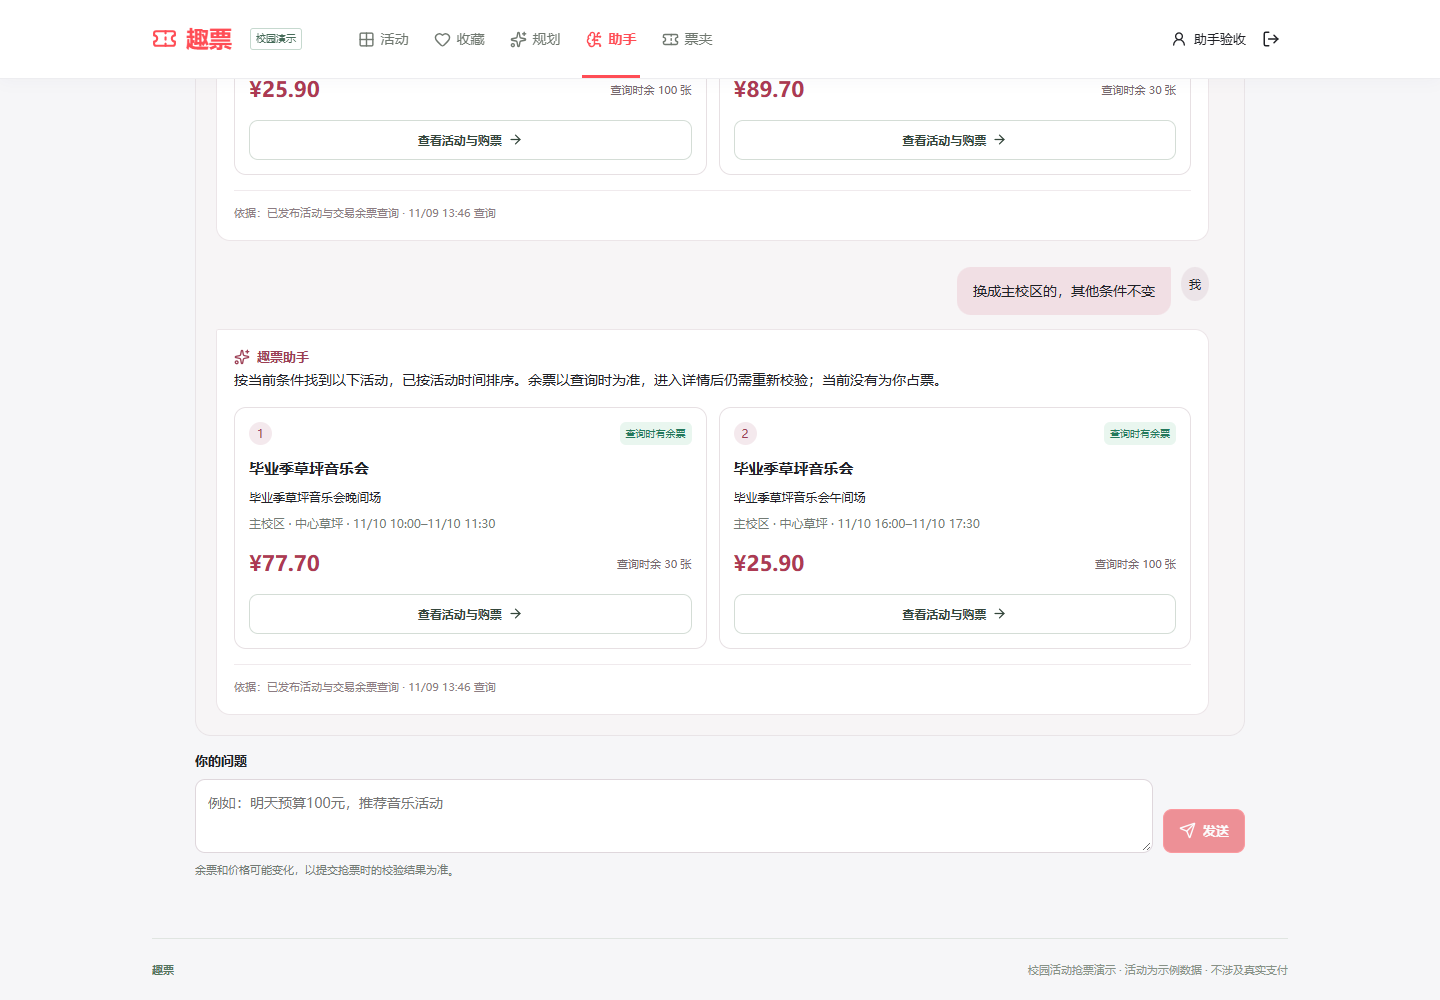 趣票
校园演示
活动
收藏
规划
助手
票夹
助手验收
¥25.90
查询时余 100 张
¥89.70
查询时余 30 张
查看活动与购票
查看活动与购票
依据：已发布活动与交易余票查询 · 11/09 13:46 查询
换成主校区的，其他条件不变
我
趣票助手
按当前条件找到以下活动，已按活动时间排序。余票以查询时为准，进入详情后仍需重新校验；当前没有为你占票。
1
查询时有余票
毕业季草坪音乐会
毕业季草坪音乐会晚间场
主校区 · 中心草坪 · 11/10 10:00–11/10 11:30
¥77.70
查询时余 30 张
查看活动与购票
2
查询时有余票
毕业季草坪音乐会
毕业季草坪音乐会午间场
主校区 · 中心草坪 · 11/10 16:00–11/10 17:30
¥25.90
查询时余 100 张
查看活动与购票
依据：已发布活动与交易余票查询 · 11/09 13:46 查询
你的问题
例如：明天预算100元，推荐音乐活动
发送
余票和价格可能变化，以提交抢票时的校验结果为准。
趣票
校园活动抢票演示 · 活动为示例数据 · 不涉及真实支付